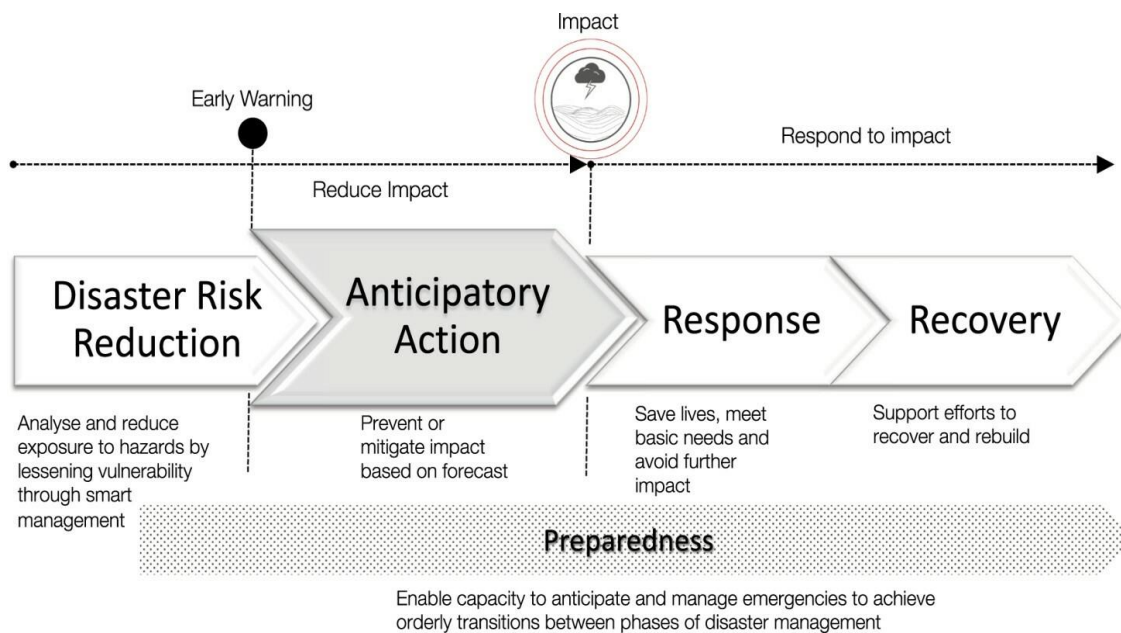 Impact
Early Warning
Respond to impact
Reduce Impact
Disaster Risk
Reduction
Anticipatory
Action
Response
Recovery
Analyse and reduce
exposure to hazards by
lessening vulnerability
through smart
management
Prevent or
mitigate impact
based on forecast
Save lives, meet
basic needs and
avoid further
impact
Support efforts to
recover and rebuild
Preparedness
Enable capacity to anticipate and manage emergencies to achieve
orderly transitions between phases of disaster management